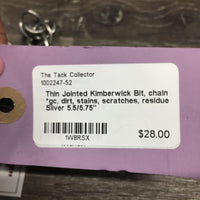 The Tack Collector
1002247-52
Thin Jointed Kimberwick Bit, chain
*gc, dirt, stains, scratches, residue
Silver 5.5/5.75"
$28.00
1WBRSX